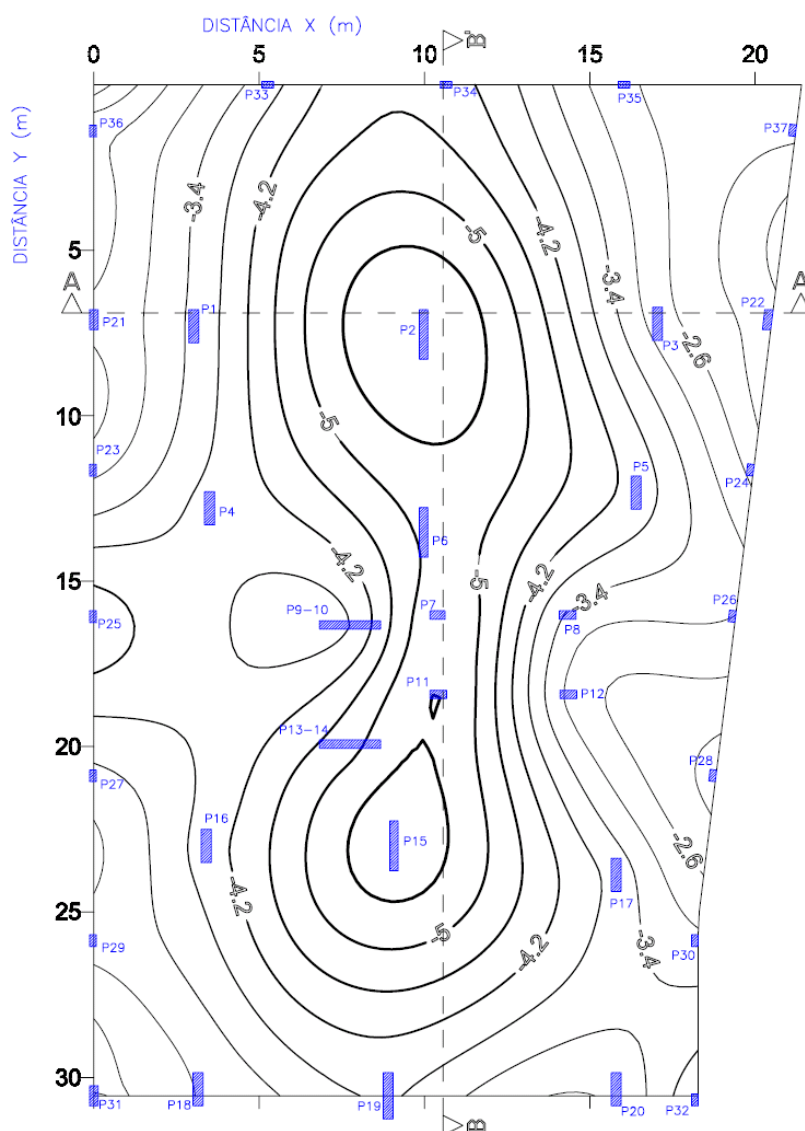 DISTÂNCIA X (m)
0 5 10 15 20
B'
P33 P34 P35
P36 P37
DISTÂNCIA Y (m)
-3.4 -4.2 -5 -4.2 -3.4
5
A A'
P21 P1 P2 P3 P22
-2.6
10
-5
P23 P5 P24
P4 P6
-4.2 -5 -4.2
15
-3.4
P25 P9-10 P7 P8 P26
P11 P12
P13-14
20
P27 P28
P16 P15
-2.6
P17
-4.2
25
-5 -4.2 -3.4
P29 P30
30
P31 P18 P19 P20 P32
B